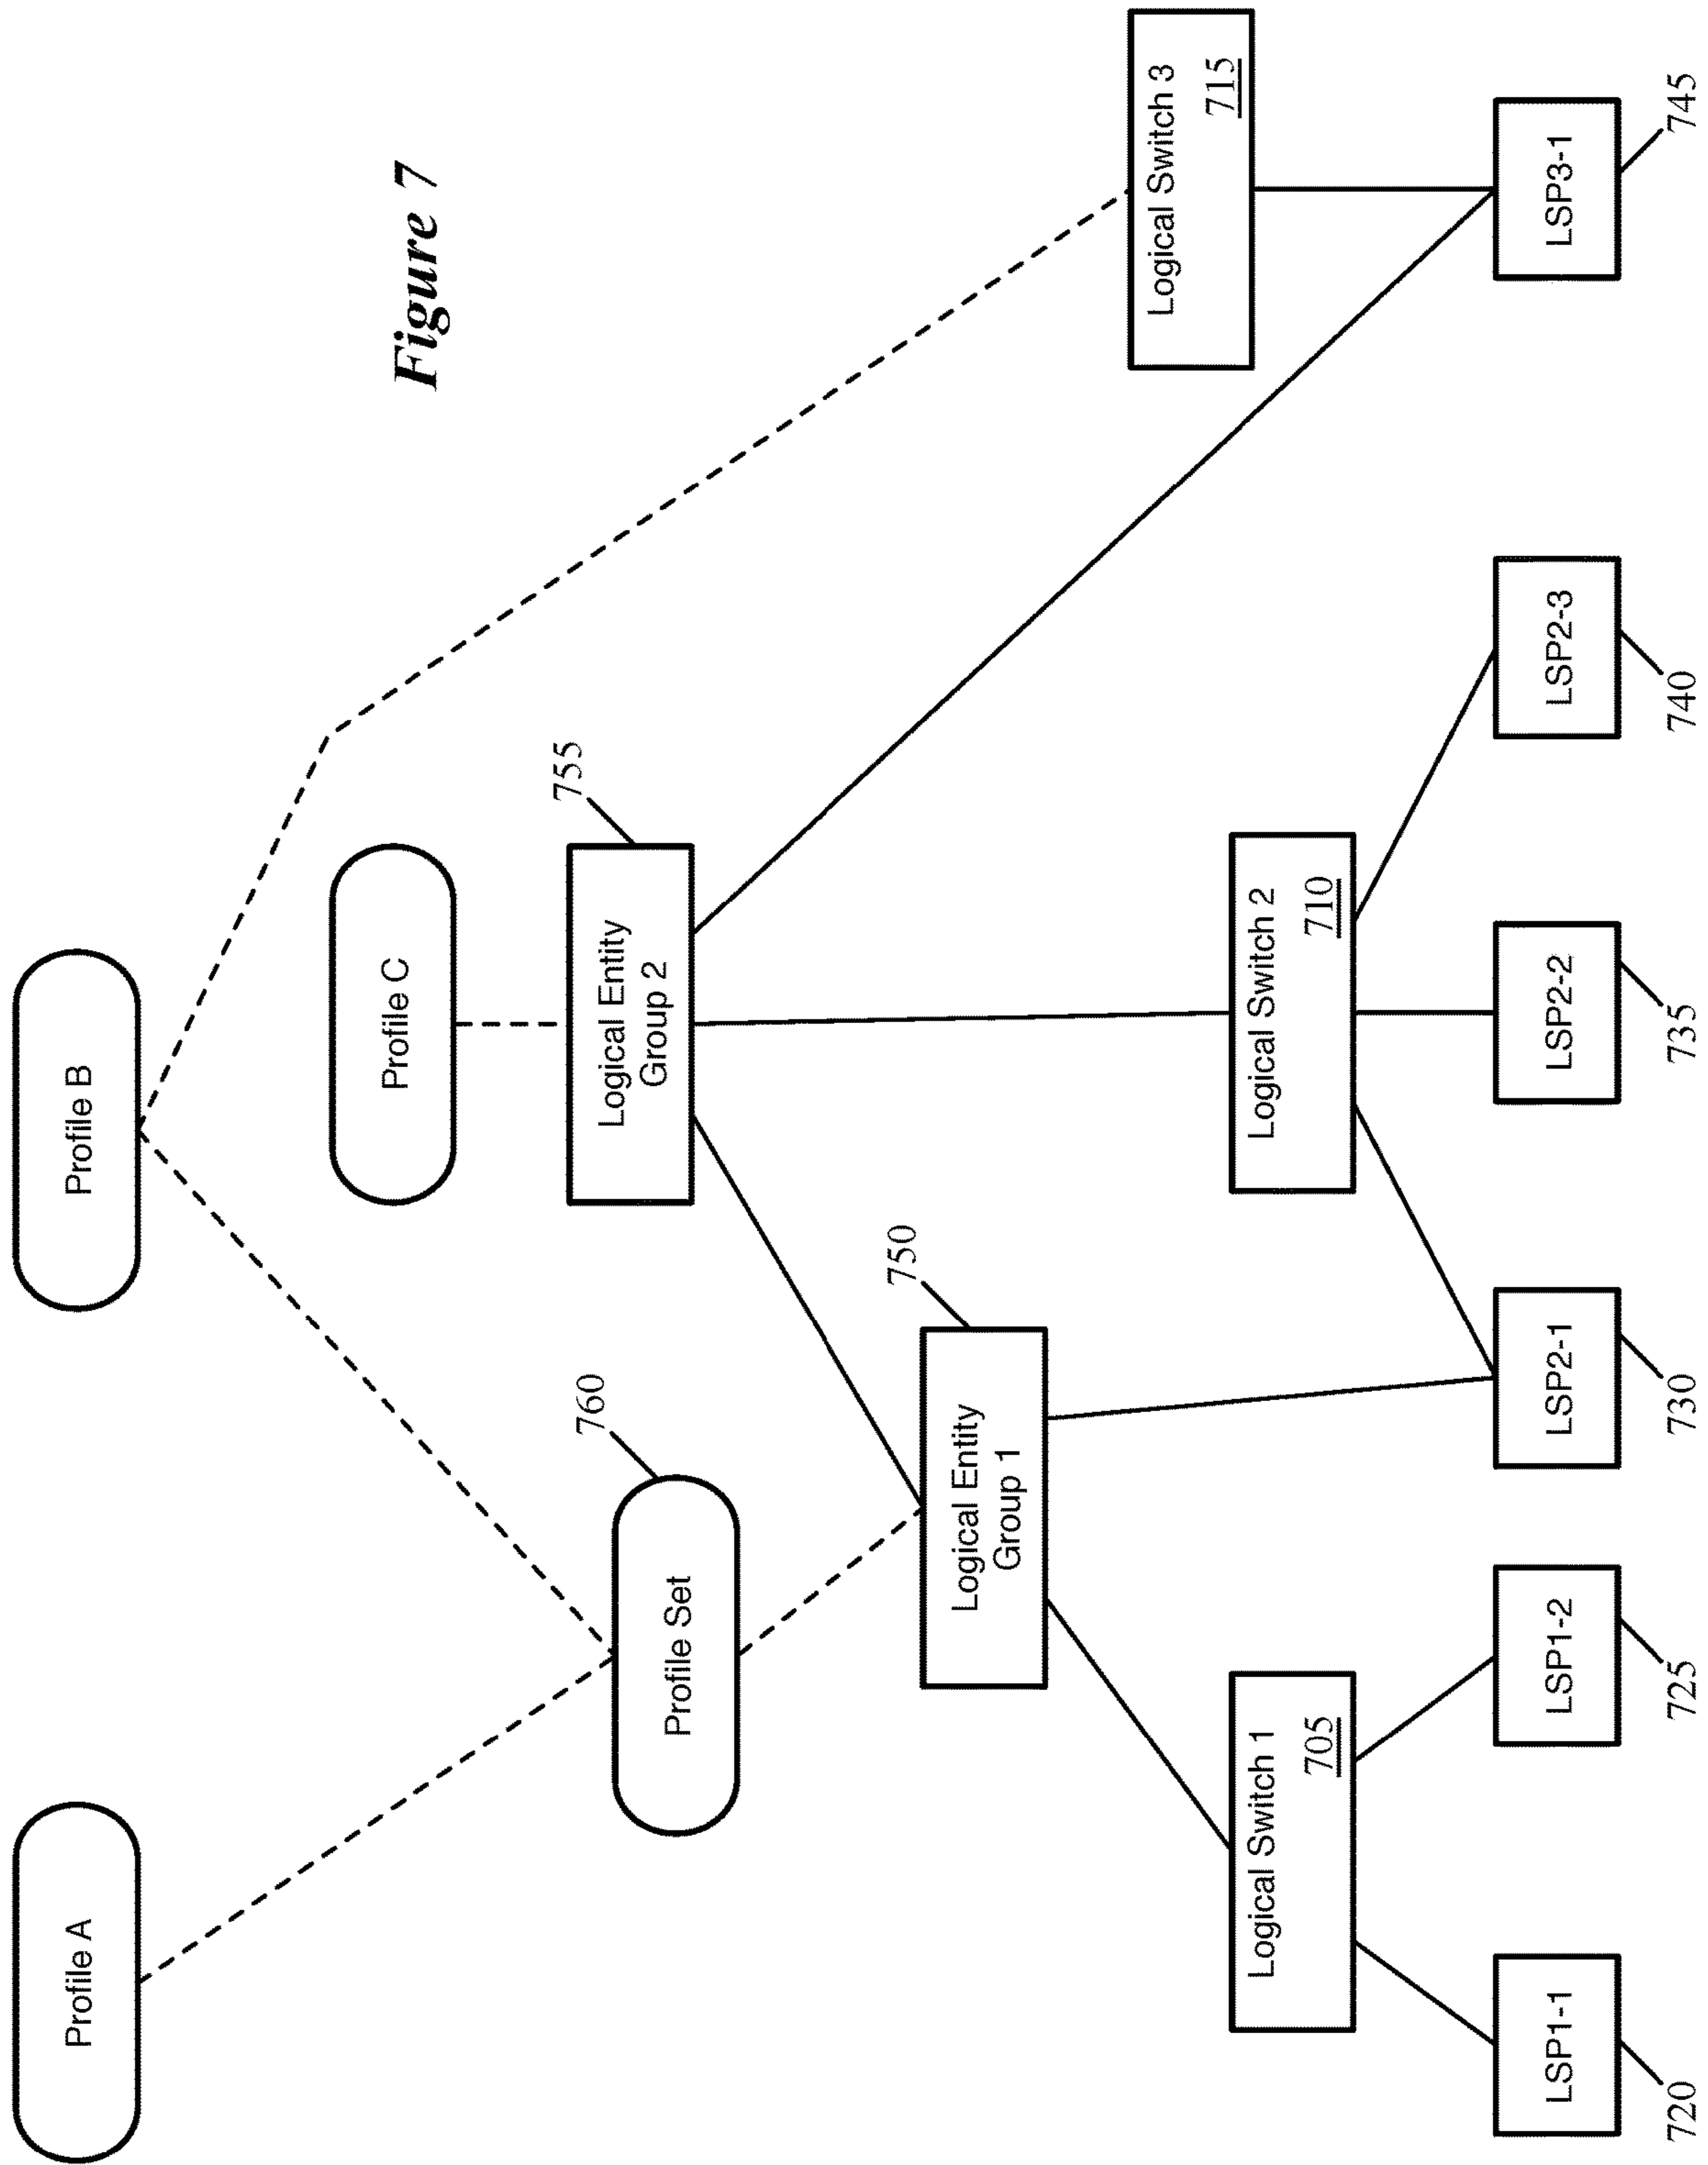 Figure 7
Profile A
Profile B
Profile C
755
Logical Entity
Group 2
760
Profile Set
750
Logical Entity
Group 1
Logical Switch 3
715
Logical Switch 1
705
Logical Switch 2
710
LSP1-1
LSP1-2
LSP2-1
LSP2-2
LSP2-3
LSP3-1
720
725
730
735
740
745